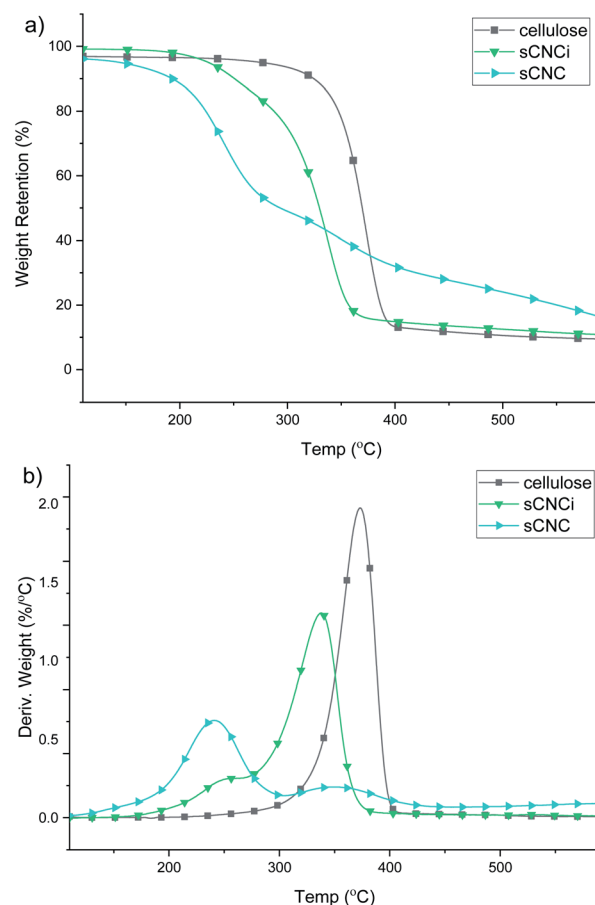 a)
cellulose
sCNCi
sCNC
100
80
60
40
20
0
Weight Retention (%)
200 300 400 500
Temp (°C)
b)
cellulose
sCNCi
sCNC
2.0
1.5
1.0
0.5
0.0
Deriv. Weight (%/°C)
200 300 400 500
Temp (°C)